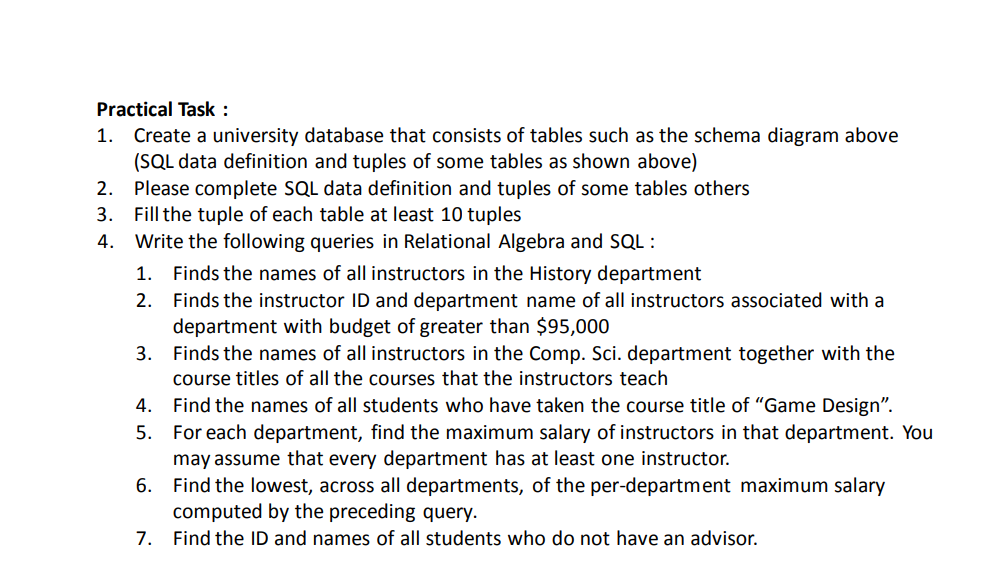 Practical Task :
1. Create a university database that consists of tables such as the schema diagram above
(SQL data definition and tuples of some tables as shown above)
2. Please complete SQL data definition and tuples of some tables others
3. Fill the tuple of each table at least 10 tuples
4. Write the following queries in Relational Algebra and SQL :
1. Finds the names of all instructors in the History department
2. Finds the instructor ID and department name of all instructors associated with a
department with budget of greater than $95,000
3. Finds the names of all instructors in the Comp. Sci. department together with the
course titles of all the courses that the instructors teach
4. Find the names of all students who have taken the course title of “Game Design”.
5. For each department, find the maximum salary of instructors in that department. You
may assume that every department has at least one instructor.
6. Find the lowest, across all departments, of the per-department maximum salary
computed by the preceding query.
7. Find the ID and names of all students who do not have an advisor.